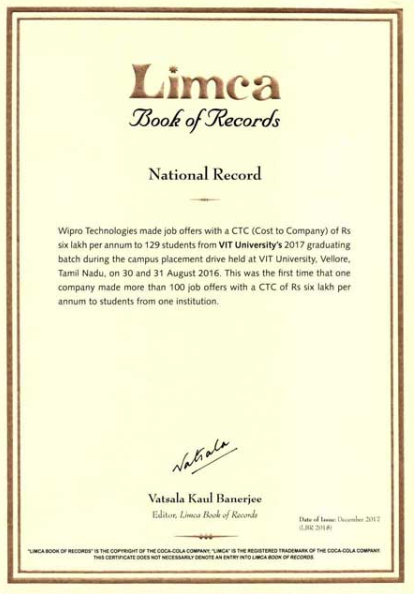 Limca
Book of Records
National Record
Wipro Technologies made job offers with a CTC (Cost to Company) of Rs
six lakh per annum to 129 students from VIT University's 2017 graduating
batch during the campus placement drive held at VIT University, Vellore,
Tamil Nadu, on 30 and 31 August 2016. This was the first time that one
company made more than 100 job offers with a CTC of Rs six lakh per
annum to students from one institution.
Vatsala
Vatsala Kaul Banerjee
Editor, Limca Book of Records
Date of Issue: December 2017
(LBR 2018)
"LIMCA BOOK OF RECORDS" IS THE COPYRIGHT OF THE COCA-COLA COMPANY; "LIMCA" IS THE REGISTERED TRADEMARK OF THE COCA-COLA COMPANY.
THIS CERTIFICATE DOES NOT NECESSARILY DENOTE AN ENTRY INTO LIMCA BOOK OF RECORDS.